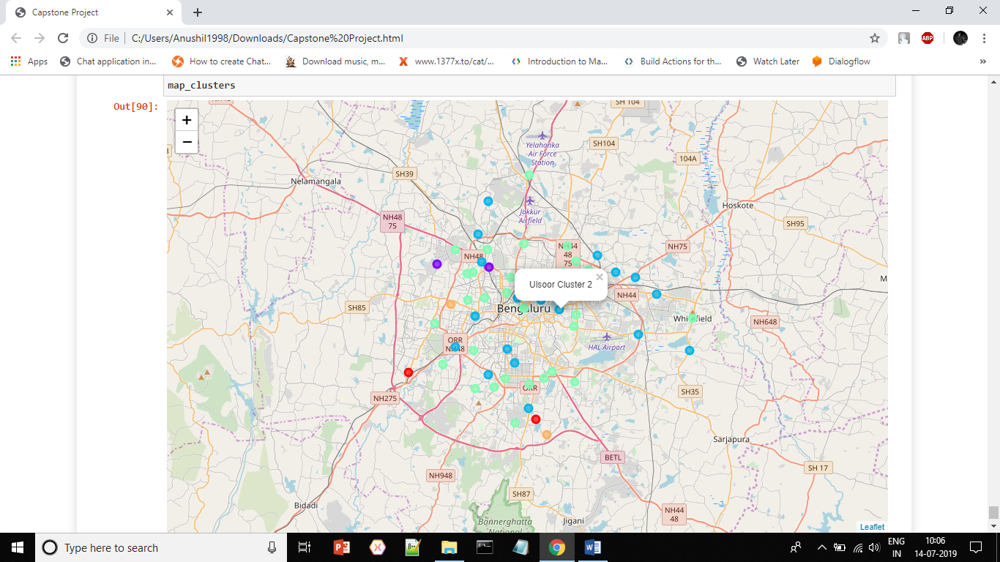 Capstone Project
File
C:/Users/Anushil1998/Downloads/Capstone%20Project.html
ABP
Apps
Chat application in...
How to create Chat...
Download music, m...
www.1377x.to/cat/...
Introduction to Ma...
Build Actions for th...
Watch Later
Dialogflow
»
map_clusters
Out[90]:
+
−
SH 104
Yelahanka
Air Force
Station
SH104
104A
SH39
Nelamangala
Jakkur
Airfield
Hoskote
NH48
75
SH95
NH44
48
75
NH75
NH48
Ulsoor Cluster 2
×
NH44
SH85
Bengaluru
Whitefield
NH648
ORR
NH48
HAL Airport
ORR
SH35
NH275
Sarjapura
BETL
SH 17
NH948
SH87
Bidadi
NH44
48
Bannerghatta
National
Jigani
Leaflet
Type here to search
ENG
IN
10:06
14-07-2019